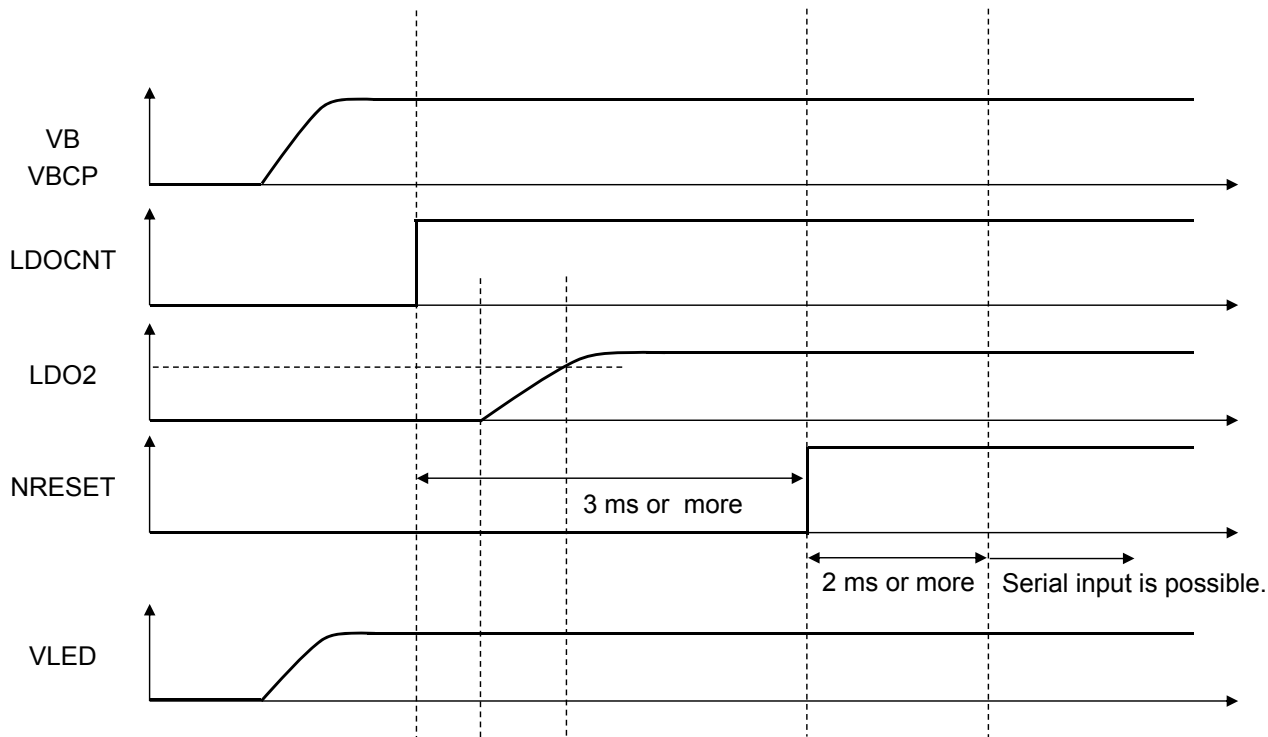 VB
VBCP
LDOCNT
LDO2
NRESET
3 ms or more
2 ms or more
Serial input is possible.
VLED